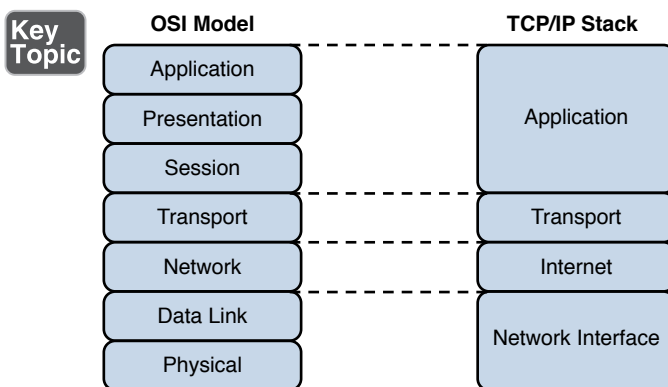 Key
Topic
OSI Model
Application
Presentation
Session
Transport
Network
Data Link
Physical
TCP/IP Stack
Application
Transport
Internet
Network Interface